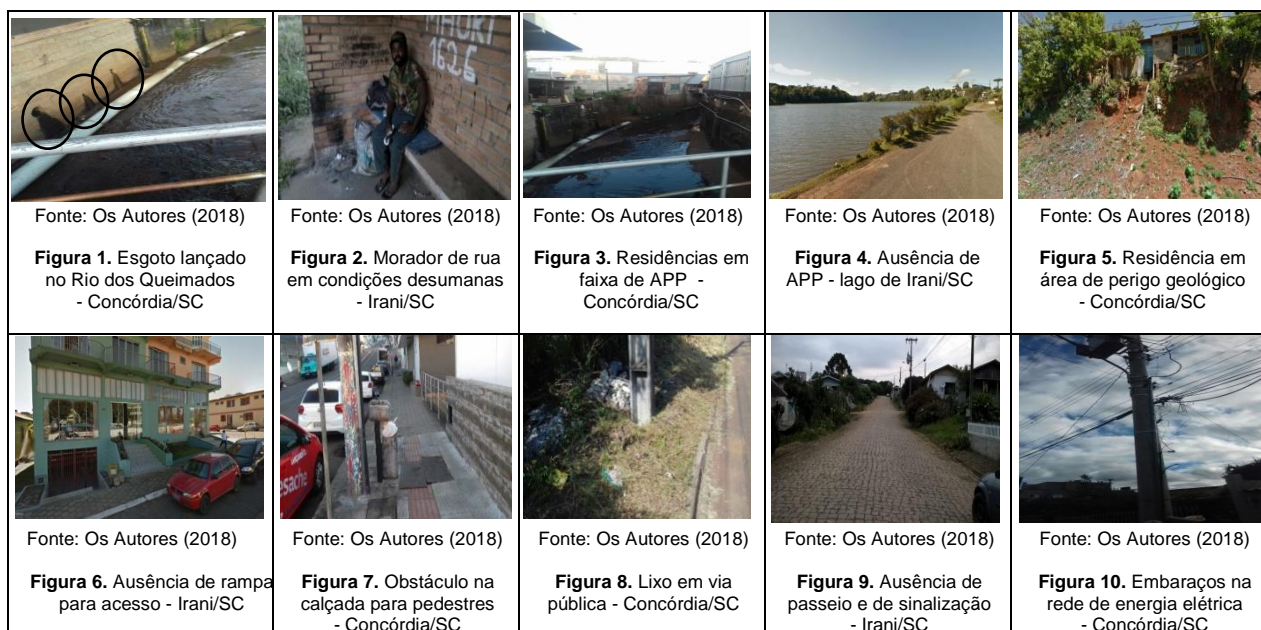 MAURI
1626
Fonte: Os Autores (2018)
Figura 1. Esgoto lançado
no Rio dos Queimados
- Concórdia/SC
Fonte: Os Autores (2018)
Figura 2. Morador de rua
em condições desumanas
- Irani/SC
Fonte: Os Autores (2018)
Figura 3. Residências em
faixa de APP -
Concórdia/SC
Fonte: Os Autores (2018)
Figura 4. Ausência de
APP - lago de Irani/SC
Fonte: Os Autores (2018)
Figura 5. Residência em
área de perigo geológico
- Concórdia/SC
esache
Fonte: Os Autores (2018)
Figura 6. Ausência de rampa
para acesso - Irani/SC
Fonte: Os Autores (2018)
Figura 7. Obstáculo na
calçada para pedestres
- Concórdia/SC
Fonte: Os Autores (2018)
Figura 8. Lixo em via
pública - Concórdia/SC
Fonte: Os Autores (2018)
Figura 9. Ausência de
passeio e de sinalização
- Irani/SC
Fonte: Os Autores (2018)
Figura 10. Embaraços na
rede de energia elétrica
- Concórdia/SC